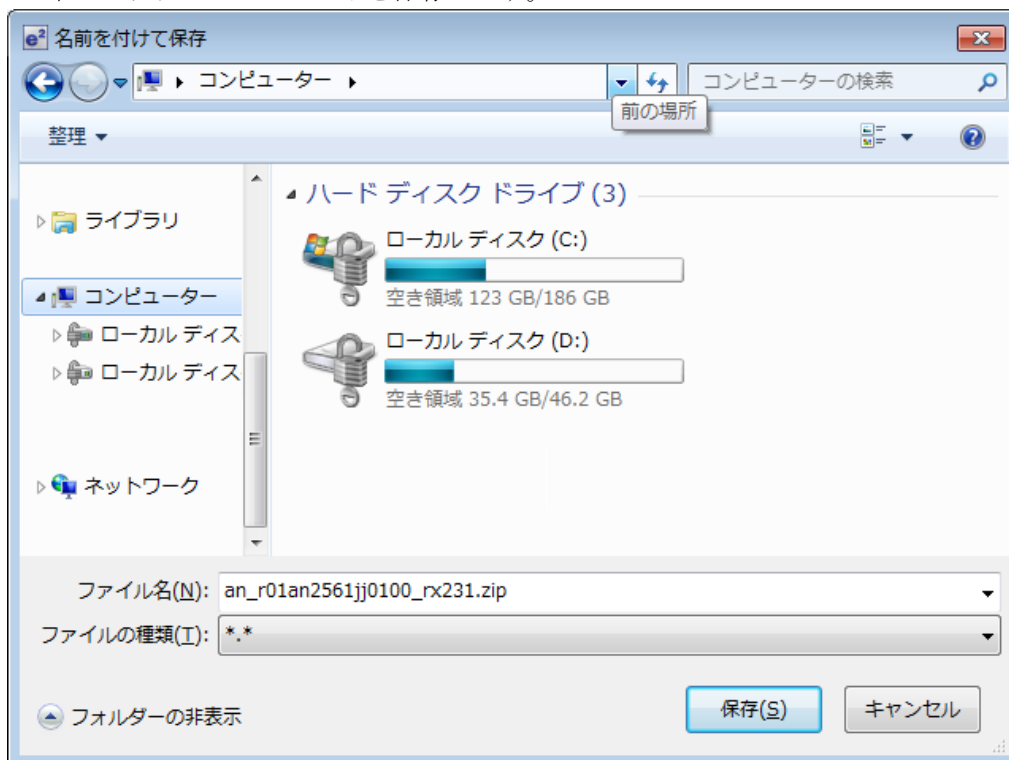 e² 名前を付けて保存
コンピューター
コンピューターの検索
前の場所
整理
ライブラリ
コンピューター
ローカル ディス
ローカル ディス
ネットワーク
ハード ディスク ドライブ (3)
ローカル ディスク (C:)
空き領域 123 GB/186 GB
ローカル ディスク (D:)
空き領域 35.4 GB/46.2 GB
ファイル名(N): an_r01an2561jj0100_rx231.zip
ファイルの種類(T): *.*
フォルダーの非表示
保存(S)
キャンセル